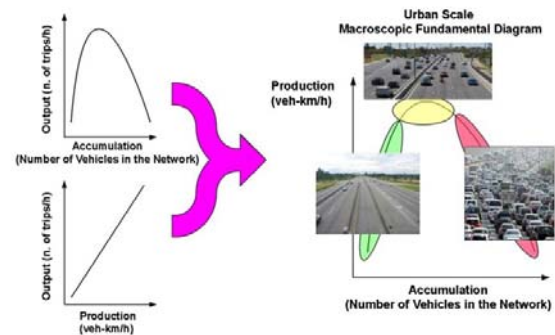 Output (n. of trips/h)
Accumulation
(Number of Vehicles in the Network)
Output (n. of trips/h)
Production
(veh-km/h)
Urban Scale
Macroscopic Fundamental Diagram
Production
(veh-km/h)
Accumulation
(Number of Vehicles in the Network)